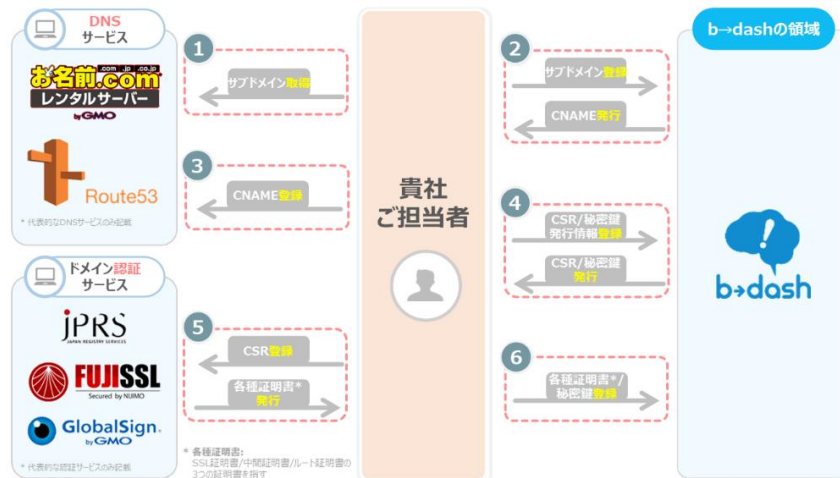 DNS
サービス
お名前.com
.com .jp .co.jp
レンタルサーバー
by GMO
Route53
* 代表的なDNSサービスのみ記載
1
サブドメイン取得
3
CNAME登録
貴社
ご担当者
2
サブドメイン登録
CNAME発行
4
CSR/秘密鍵
発行情報登録
CSR/秘密鍵
発行
b→dashの領域
b→dash
ドメイン認証
サービス
jPRS
JAPAN REGISTRY SERVICES
FUJISSL
Secured by NIJIMO
GlobalSign.
by GMO
* 代表的な認証サービスのみ記載
5
CSR登録
各種証明書*
発行
6
各種証明書*/
秘密鍵登録
* 各種証明書:
SSL証明書/中間証明書/ルート証明書の
3つの証明書を指す